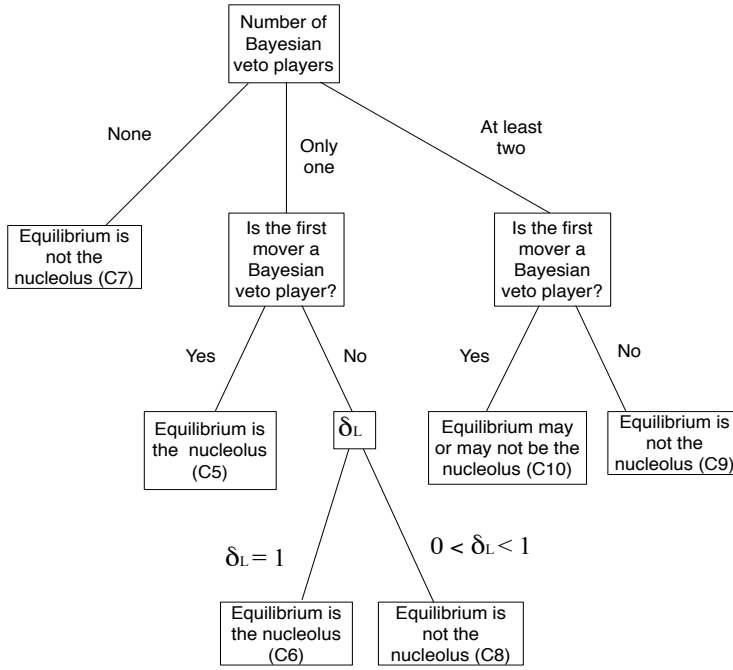 Number of
Bayesian
veto players
None
Only
one
At least
two
Equilibrium is
not the
nucleolus (C7)
Is the first
mover a
Bayesian
veto player?
Is the first
mover a
Bayesian
veto player?
Yes
No
Yes
No
Equilibrium is
the nucleolus
(C5)
δL
Equilibrium may
or may not be the
nucleolus (C10)
Equilibrium is
not the
nucleolus (C9)
δL = 1
0 < δL < 1
Equilibrium is
the nucleolus
(C6)
Equilibrium is
not the
nucleolus (C8)